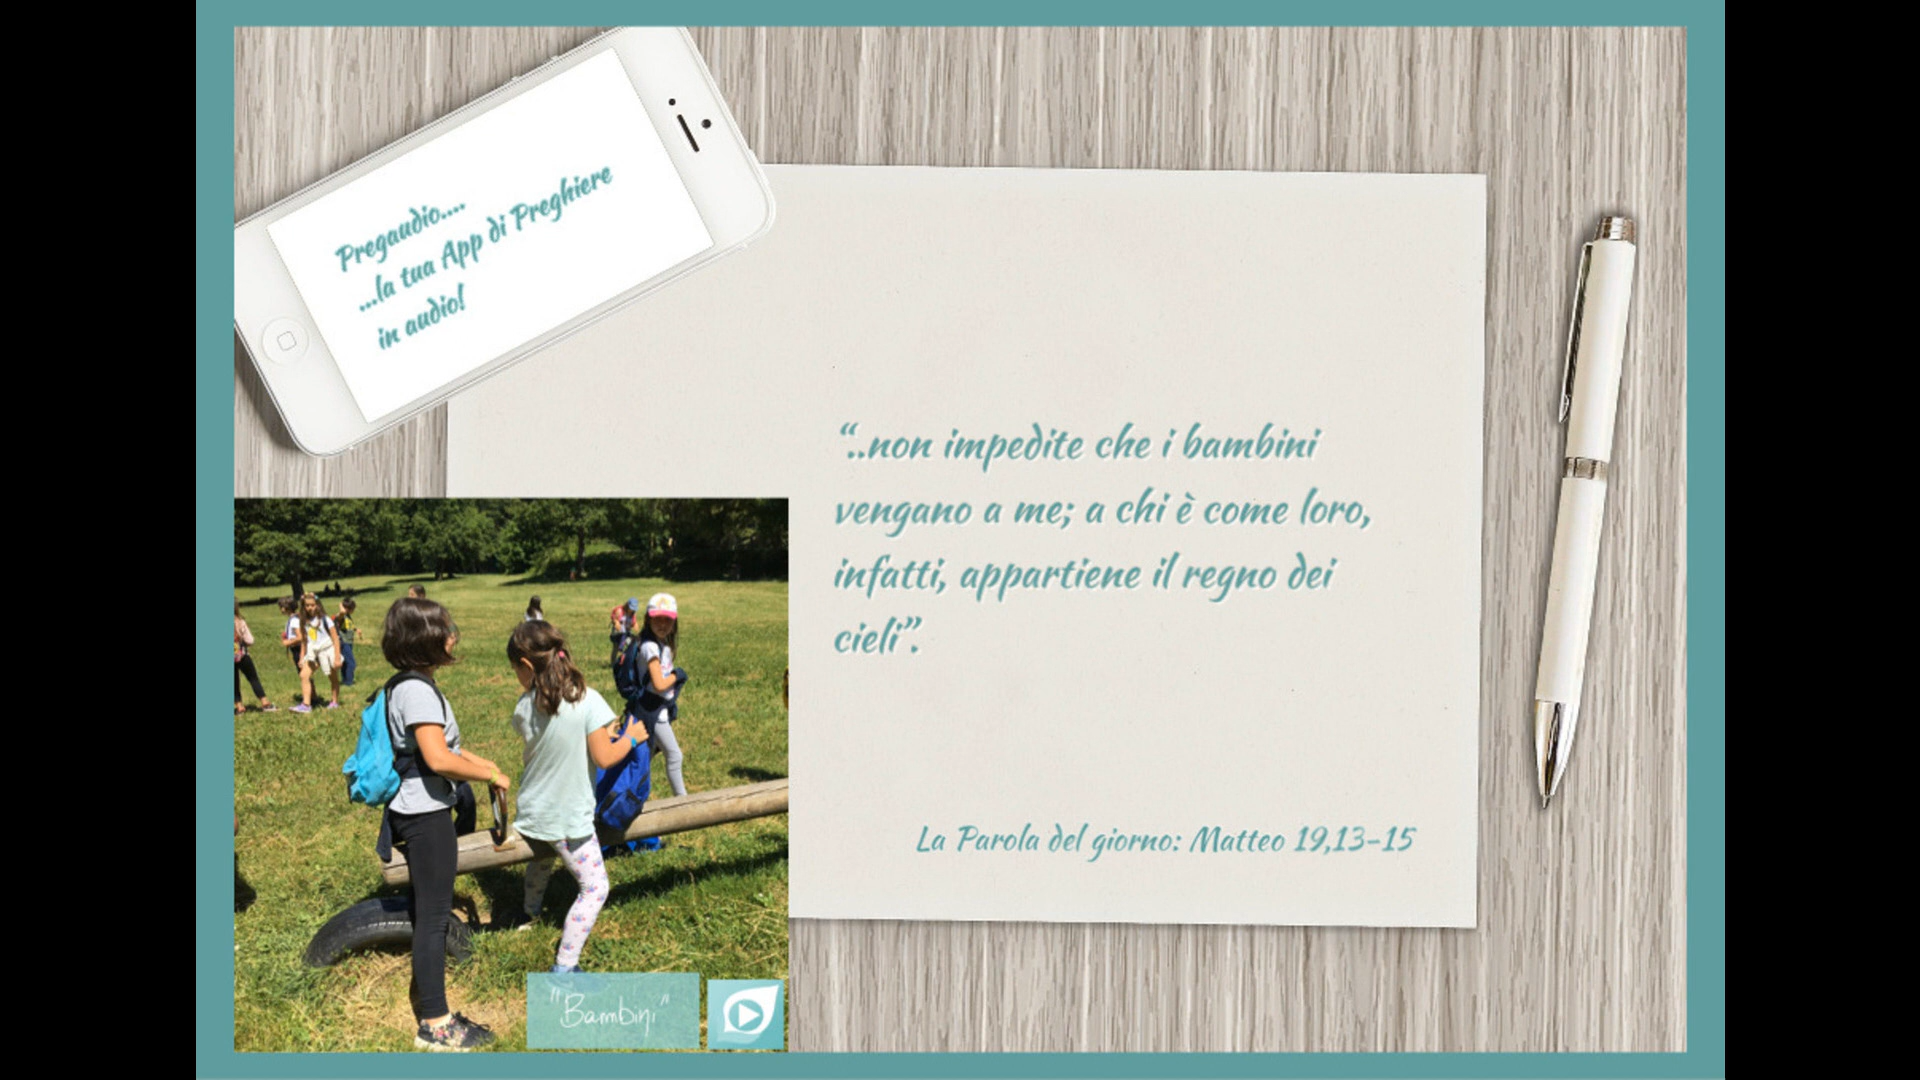 Pregaudio....
...la tua App di Preghiere
in audio!
“..non impedite che i bambini
vengano a me; a chi è come loro,
infatti, appartiene il regno dei
cieli”.
La Parola del giorno: Matteo 19,13-15
"Bambini"